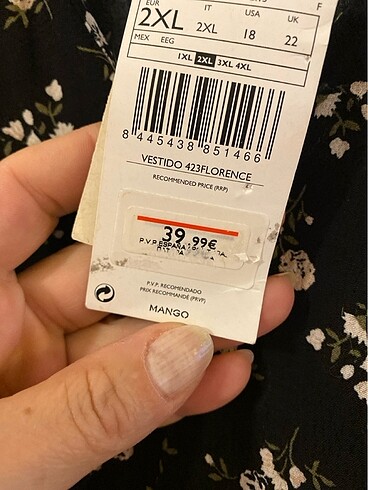 F
EUR USA UK
2XL 2XL 18 22
MEX EEG
1XL 2XL 3XL 4XL
8 445438 851466
VESTIDO 423FLORENCE
RECOMMENDED PRICE (RRP)
39,99€
P.V.P ESPAÑA
P.V.P. RECOMENDADO
PRIX RECOMMANDÉ (PRVP)
MANGO